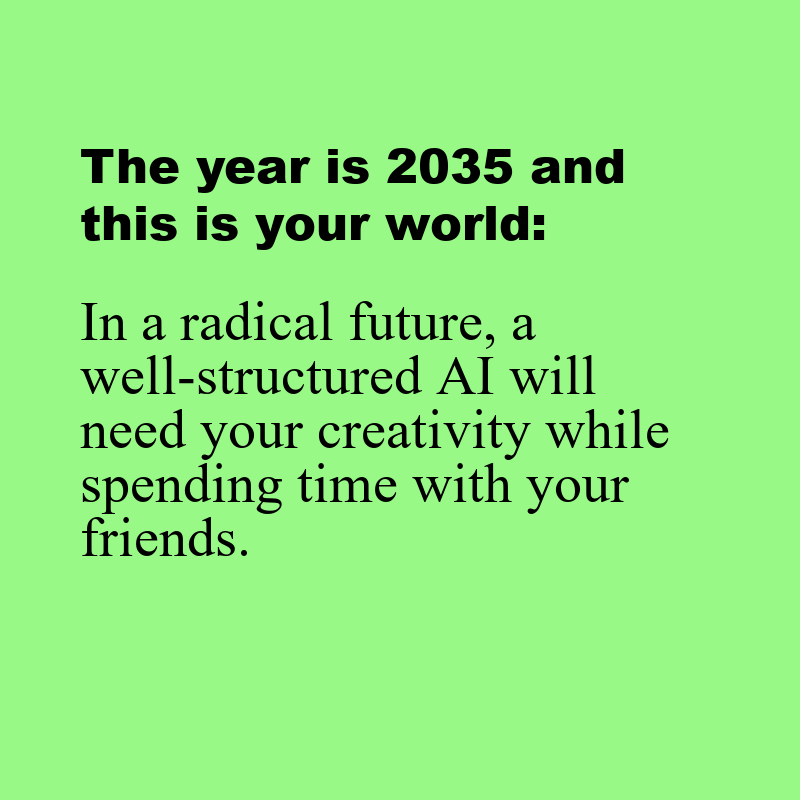 The year is 2035 and
this is your world:
In a radical future, a
well-structured AI will
need your creativity while
spending time with your
friends.